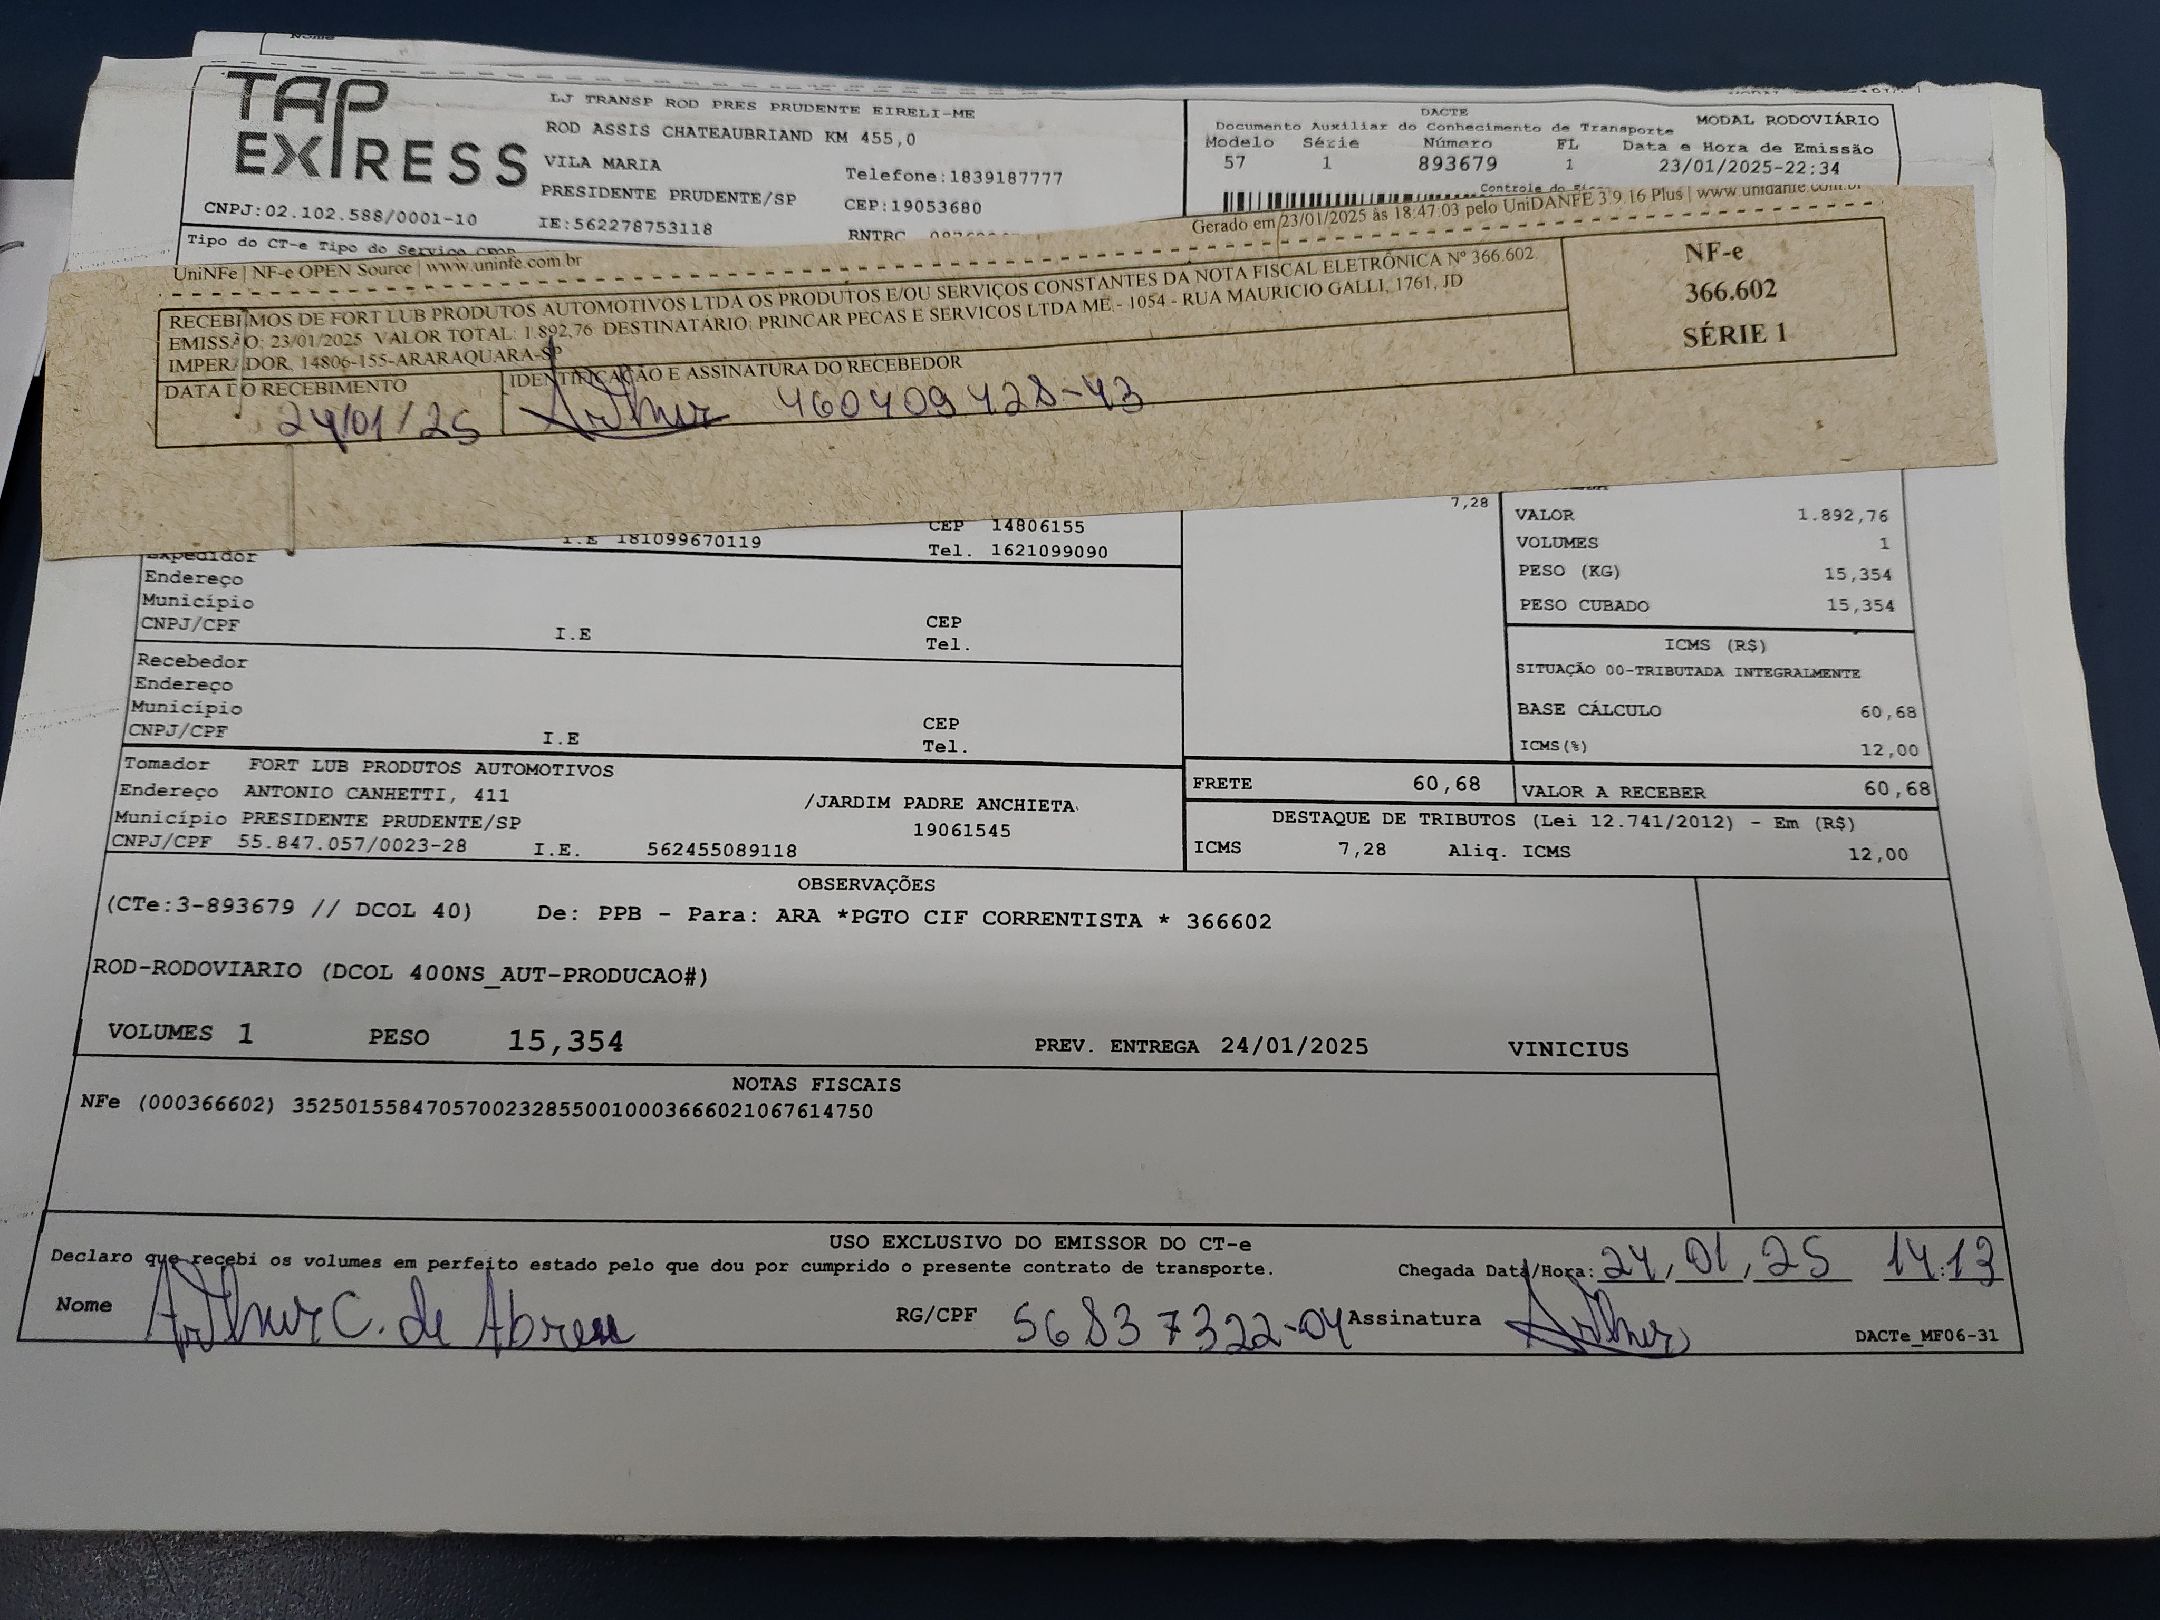 TAP
EXPRESS
LJ TRANSP ROD PRES PRUDENTE EIRELI-ME
ROD ASSIS CHATEAUBRIAND KM 455,0
VILA MARIA
Telefone:1839187777
PRESIDENTE PRUDENTE/SP
CEP:19053680
CNPJ:02.102.588/0001-10
IE:562278753118
RNTRC
DACTE
Documento Auxiliar do Conhecimento de Transporte
MODAL RODOVIÁRIO
Modelo Série Número FL Data e Hora de Emissão
57 1 893679 1 23/01/2025-22:34
Controle do
Tipo do CT-e Tipo do Serviço CFOP
UniNFe | NF-e OPEN Source | www.uninfe.com.br
Gerado em 23/01/2025 às 18:47:03 pelo UniDANFE 3.9.16 Plus | www.unidanfe.com.br
RECEBEMOS DE FORT LUB PRODUTOS AUTOMOTIVOS LTDA OS PRODUTOS E/OU SERVIÇOS CONSTANTES DA NOTA FISCAL ELETRÔNICA Nº 366.602.
EMISSÃO: 23/01/2025 VALOR TOTAL: 1.892,76 DESTINATÁRIO: PRINCAR PECAS E SERVICOS LTDA ME - 1054 - RUA MAURICIO GALLI, 1761, JD
IMPERADOR, 14806-155-ARARAQUARA-SP
NF-e
366.602
SÉRIE 1
DATA DO RECEBIMENTO
IDENTIFICAÇÃO E ASSINATURA DO RECEBEDOR
24/01/25 Arthur 460409428-43
7,28
CEP 14806155
I.E 181099670119
Tel. 1621099090
VALOR 1.892,76
VOLUMES 1
PESO (KG) 15,354
PESO CUBADO 15,354
Expedidor
Endereço
Município
CNPJ/CPF I.E CEP
Tel.
ICMS (R$)
SITUAÇÃO 00-TRIBUTADA INTEGRALMENTE
BASE CÁLCULO 60,68
ICMS(%) 12,00
Recebedor
Endereço
Município
CNPJ/CPF I.E CEP
Tel.
Tomador FORT LUB PRODUTOS AUTOMOTIVOS
Endereço ANTONIO CANHETTI, 411 /JARDIM PADRE ANCHIETA
Município PRESIDENTE PRUDENTE/SP 19061545
CNPJ/CPF 55.847.057/0023-28 I.E. 562455089118
FRETE 60,68 VALOR A RECEBER 60,68
DESTAQUE DE TRIBUTOS (Lei 12.741/2012) - Em (R$)
ICMS 7,28 Aliq. ICMS 12,00
OBSERVAÇÕES
(CTe:3-893679 // DCOL 40) De: PPB - Para: ARA *PGTO CIF CORRENTISTA * 366602
ROD-RODOVIARIO (DCOL 400NS_AUT-PRODUCAO#)
VOLUMES 1 PESO 15,354 PREV. ENTREGA 24/01/2025 VINICIUS
NOTAS FISCAIS
NFe (000366602) 35250155847057002328550010003666021067614750
USO EXCLUSIVO DO EMISSOR DO CT-e
Declaro que recebi os volumes em perfeito estado pelo que dou por cumprido o presente contrato de transporte.
Chegada Data/Hora: 24, 01, 25 14:13
Nome Arthur C. de Abreu RG/CPF 56837322-04 Assinatura Arthur
DACTe_MF06-31